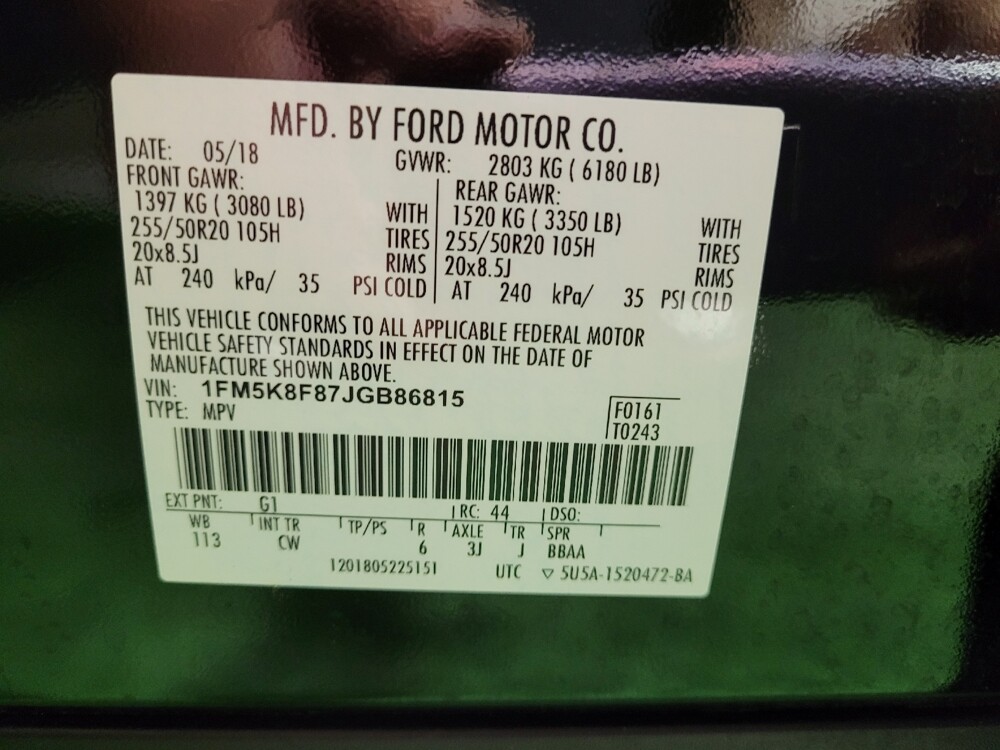 MFD. BY FORD MOTOR CO.
DATE: 05/18 GVWR: 2803 KG ( 6180 LB)
FRONT GAWR: REAR GAWR:
1397 KG ( 3080 LB) WITH 1520 KG ( 3350 LB) WITH
255/50R20 105H TIRES 255/50R20 105H TIRES
20x8.5J RIMS 20x8.5J RIMS
AT 240 kPa/ 35 PSI COLD AT 240 kPa/ 35 PSI COLD
THIS VEHICLE CONFORMS TO ALL APPLICABLE FEDERAL MOTOR
VEHICLE SAFETY STANDARDS IN EFFECT ON THE DATE OF
MANUFACTURE SHOWN ABOVE.
VIN: 1FM5K8F87JGB86815
TYPE: MPV
F0161
T0243
EXT PNT: G1 RC: 44 DSO:
WB INT TR TP/PS R AXLE TR SPR
113 CW 6 3J J BBAA
1201805225151 UTC ▽ 5U5A-1520472-BA